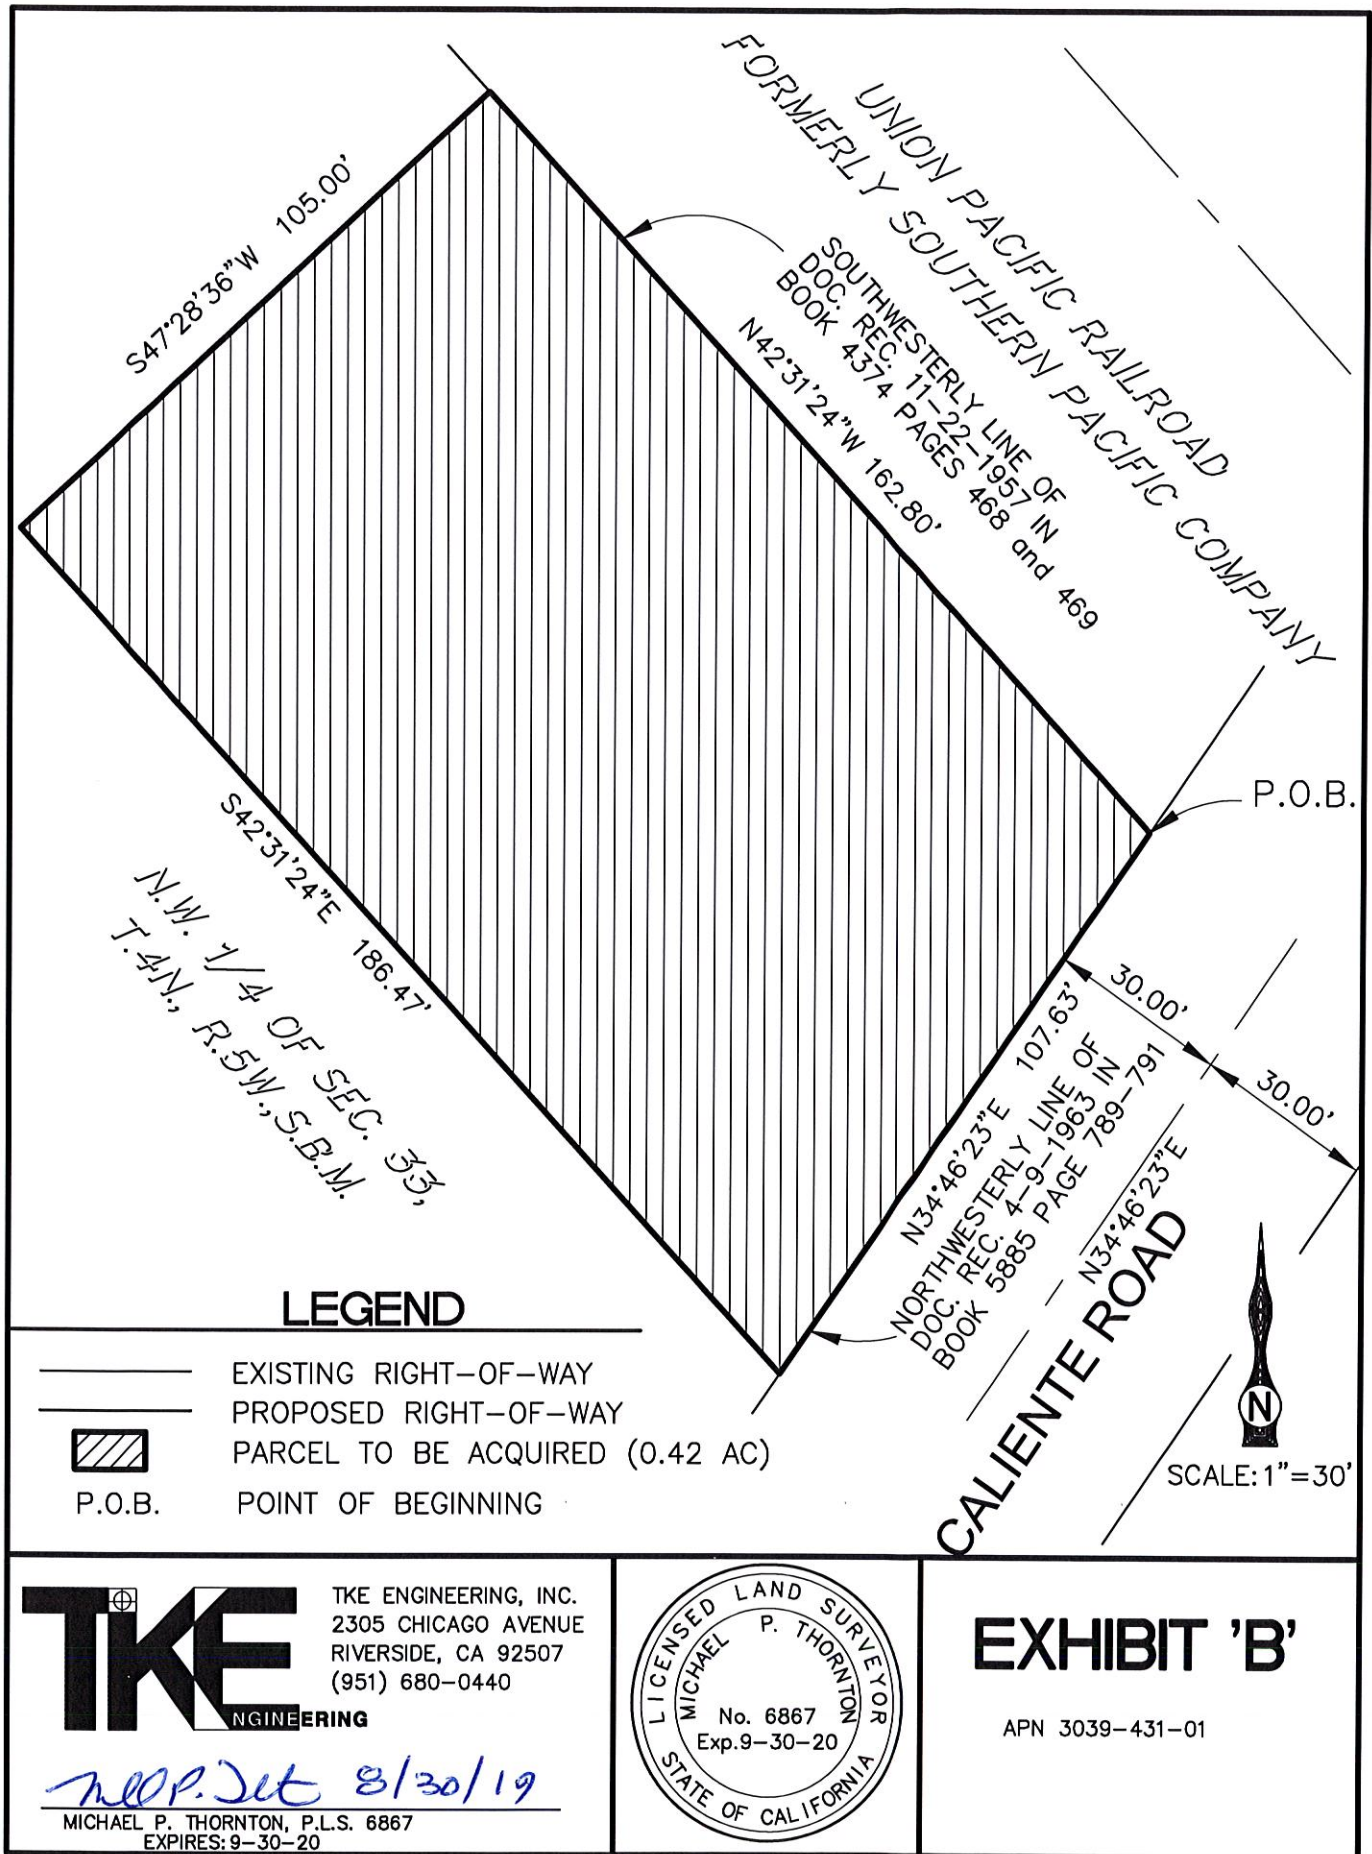 UNION PACIFIC RAILROAD
FORMERLY SOUTHERN PACIFIC COMPANY
S47°28'36"W 105.00'
SOUTHWESTERLY LINE OF
DOC. REC. 11-22-1957 IN
BOOK 4374 PAGES 468 and 469
N42°31'24"W 162.80'
P.O.B.
S42°31'24"E 186.47'
N.W. 1/4 OF SEC. 33,
T.4N., R.5W., S.B.M.
30.00'
30.00'
N34°46'23"E 107.63'
NORTHWESTERLY LINE OF
DOC. REC. 4-9-1963 IN
BOOK 5885 PAGE 789-791
N34°46'23"E
CALIENTE ROAD
N
SCALE: 1"=30'
LEGEND
EXISTING RIGHT-OF-WAY
PROPOSED RIGHT-OF-WAY
PARCEL TO BE ACQUIRED (0.42 AC)
P.O.B. POINT OF BEGINNING
TKE
ENGINEERING
TKE ENGINEERING, INC.
2305 CHICAGO AVENUE
RIVERSIDE, CA 92507
(951) 680-0440
8/30/19
MICHAEL P. THORNTON, P.L.S. 6867
EXPIRES: 9-30-20
LICENSED LAND SURVEYOR
MICHAEL P. THORNTON
No. 6867
Exp.9-30-20
STATE OF CALIFORNIA
EXHIBIT 'B'
APN 3039-431-01